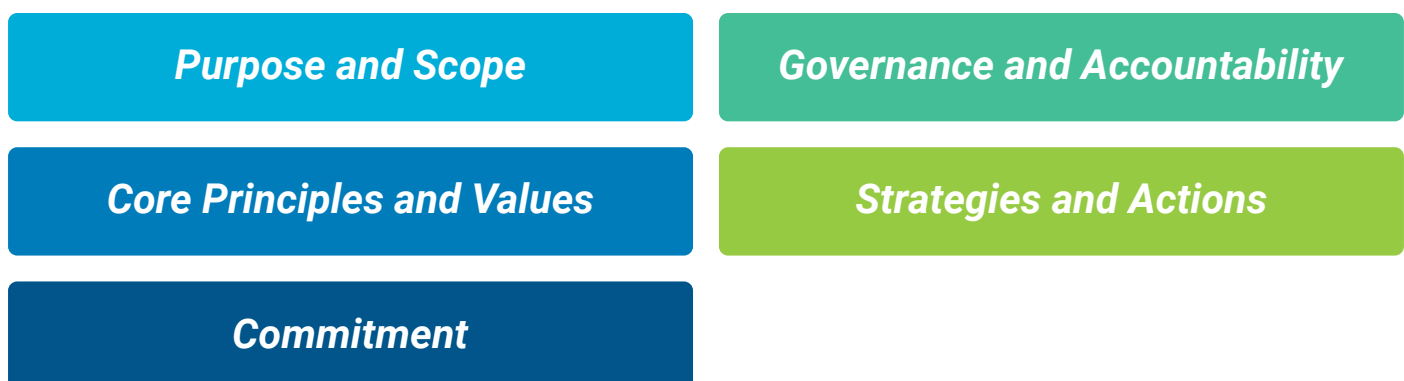 Purpose and Scope
Governance and Accountability
Core Principles and Values
Strategies and Actions
Commitment